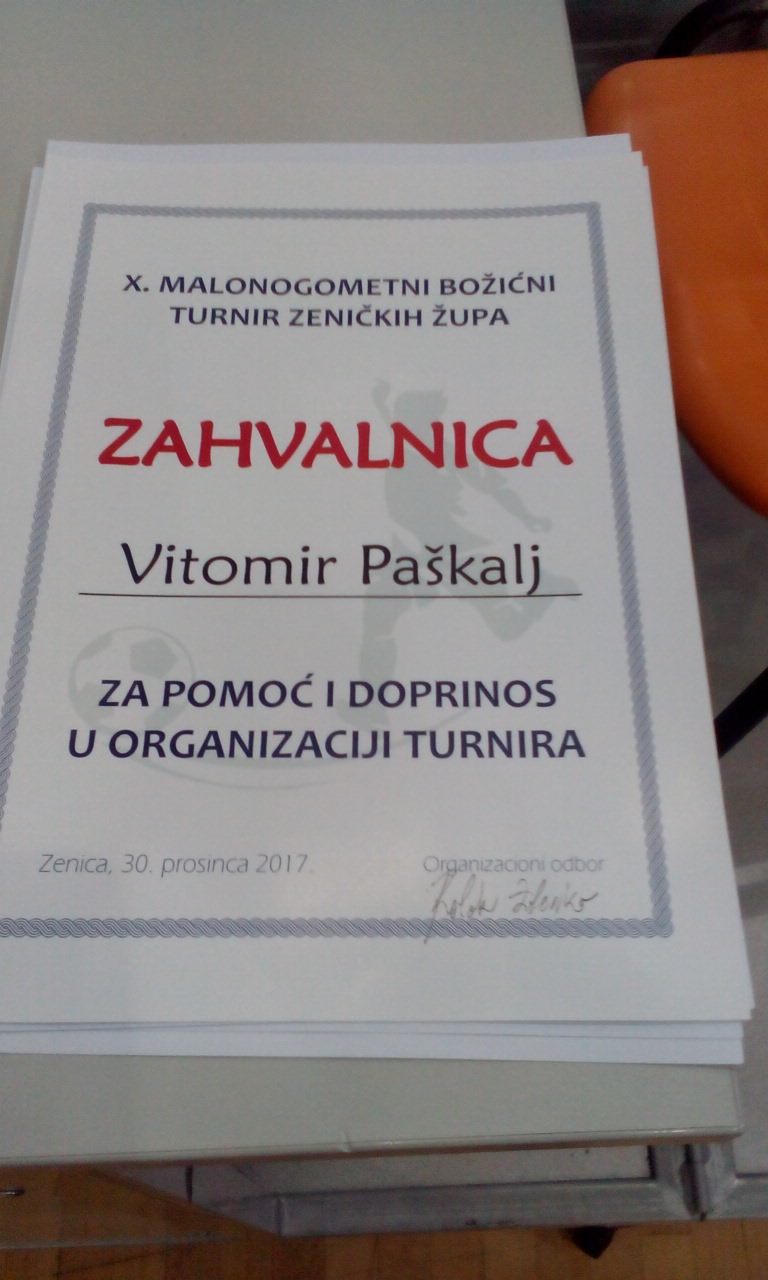 X. MALONOGOMETNI BOŽIĆNI
TURNIR ZENIČKIH ŽUPA
ZAHVALNICA
Vitomir Paškalj
ZA POMOĆ I DOPRINOS
U ORGANIZACIJI TURNIRA
Zenica, 30. prosinca 2017.
Organizacioni odbor